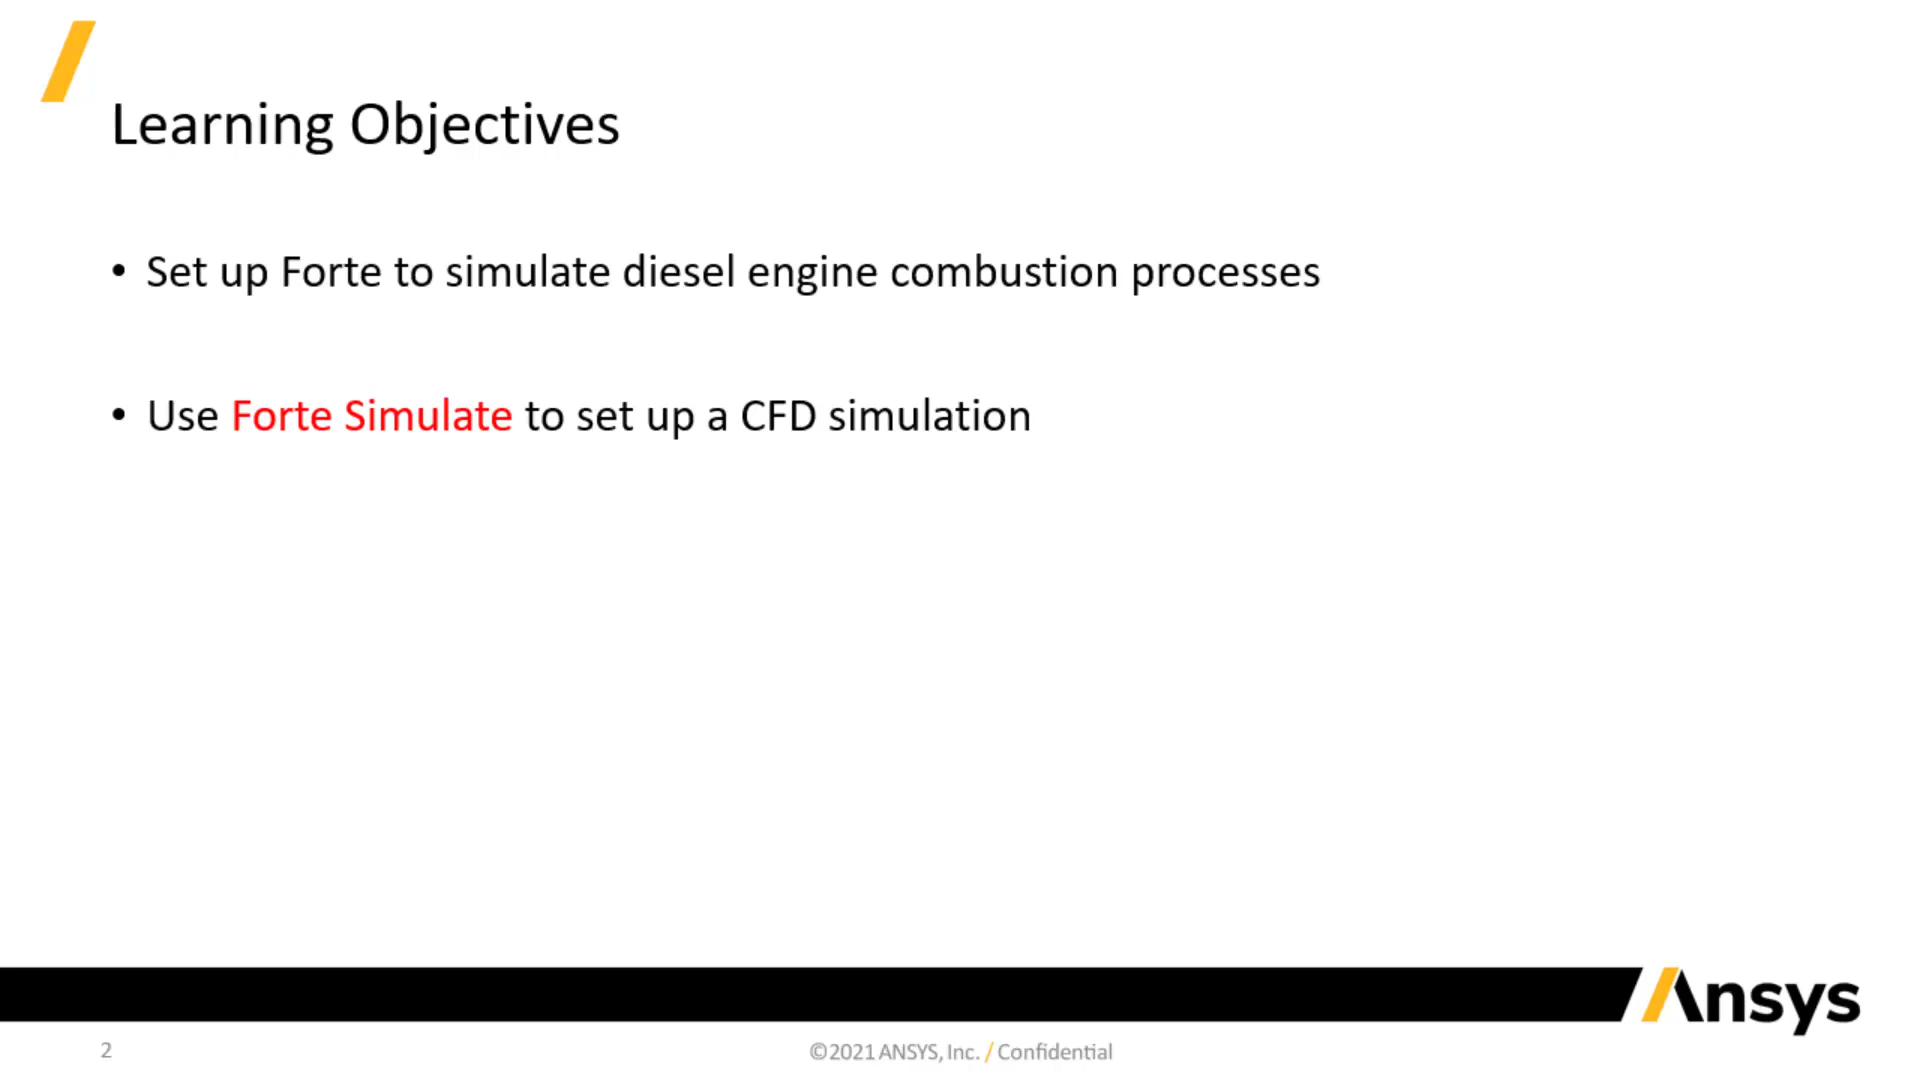 Learning Objectives
• Set up Forte to simulate diesel engine combustion processes
• Use Forte Simulate to set up a CFD simulation
Ansys
2
©2021 ANSYS, Inc. / Confidential